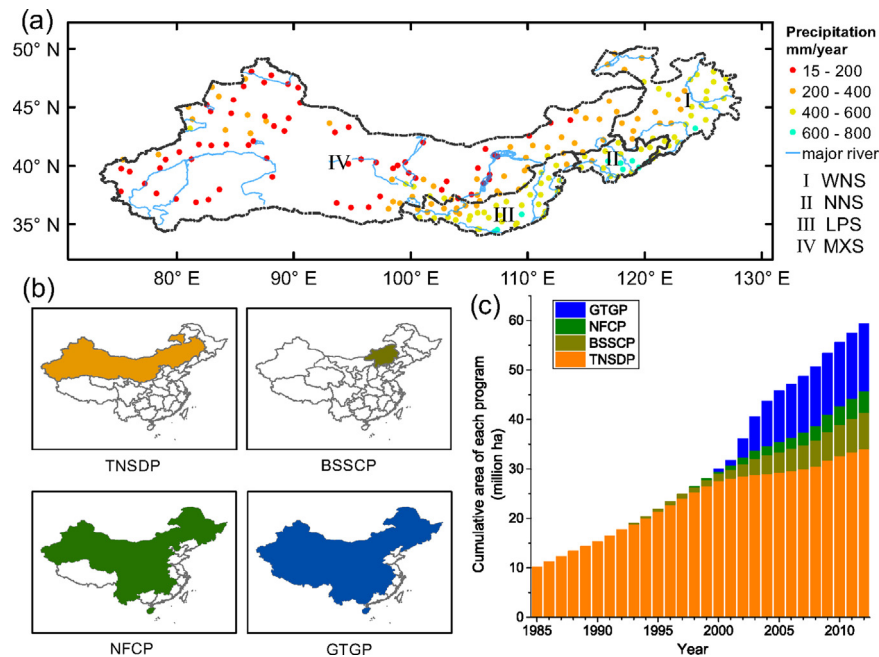 (a)
50° N
45° N
40° N
35° N
80° E
90° E
100° E
110° E
120° E
130° E
I
II
III
IV
Precipitation
mm/year
15 - 200
200 - 400
400 - 600
600 - 800
major river
I WNS
II NNS
III LPS
IV MXS
(b)
TNSDP
BSSCP
NFCP
GTGP
(c)
GTGP
NFCP
BSSCP
TNSDP
Cumulative area of each program
(million ha)
60
50
40
30
20
10
0
1985
1990
1995
2000
2005
2010
Year